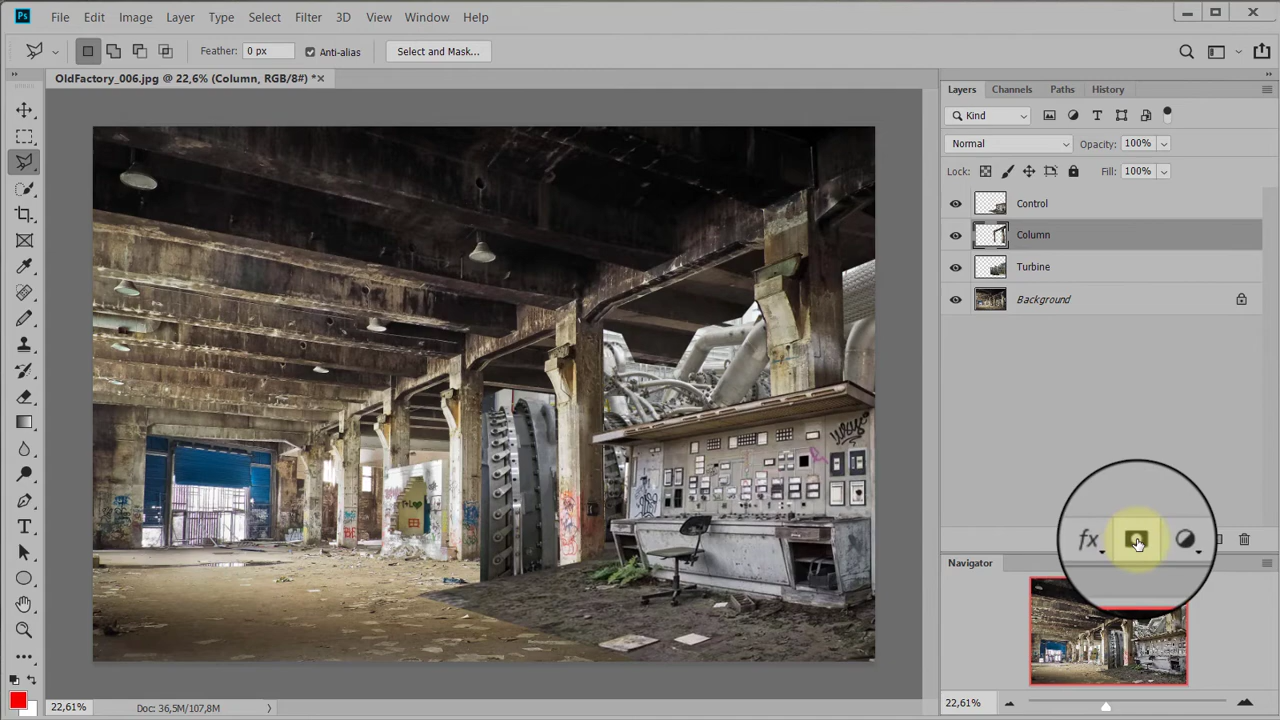 Ps File Edit Image Layer Type Select Filter 3D View Window Help
Feather: 0 px Anti-alias Select and Mask...
OldFactory_006.jpg @ 22,6% (Column, RGB/8#) *
Layers Channels Paths History
Kind
Normal Opacity: 100%
Lock: Fill: 100%
Control
Column
Turbine
Background
fx
Navigator
22,61% Doc: 36,5M/107,8M
22,61%